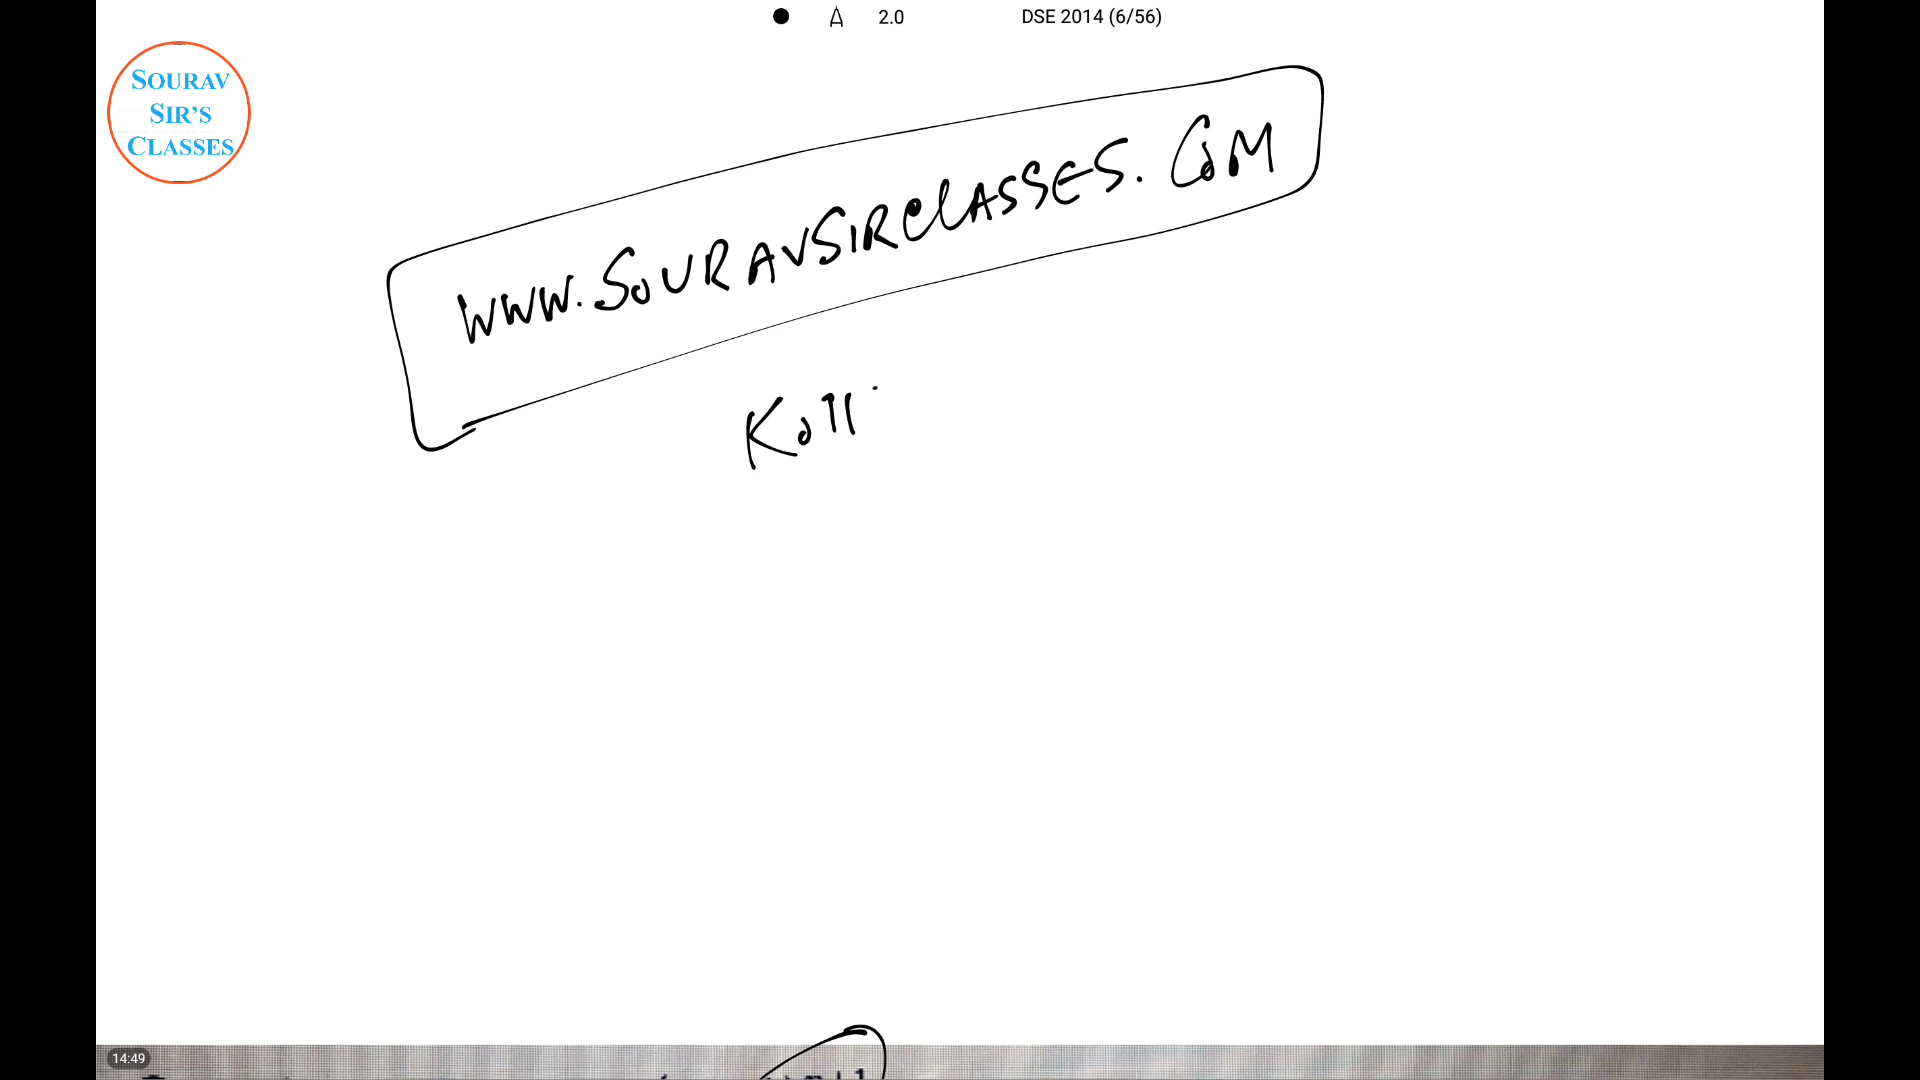 2.0 DSE 2014 (6/56)
SOURAV
SIR'S
CLASSES
WWW.SOURAVSIRClASSES.COM
14:49